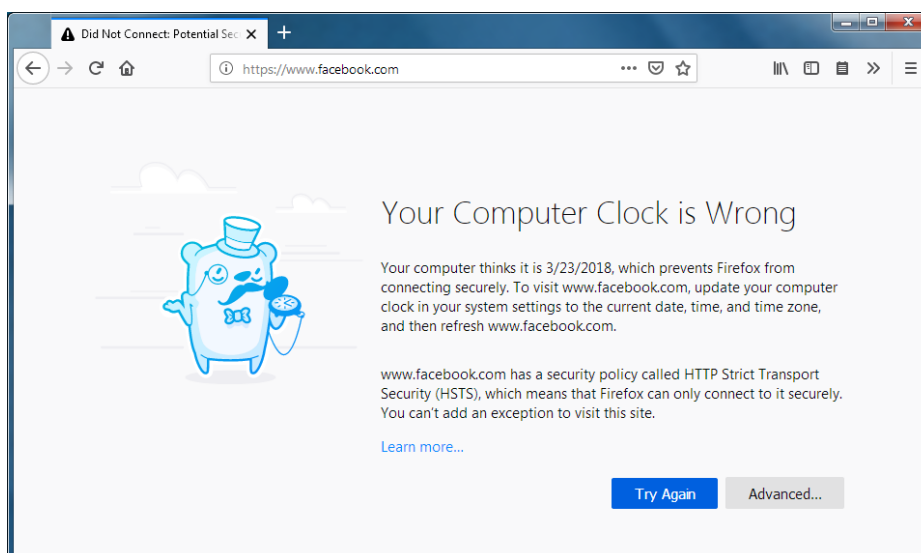 Did Not Connect: Potential Sec
https://www.facebook.com
Your Computer Clock is Wrong
Your computer thinks it is 3/23/2018, which prevents Firefox from
connecting securely. To visit www.facebook.com, update your computer
clock in your system settings to the current date, time, and time zone,
and then refresh www.facebook.com.
www.facebook.com has a security policy called HTTP Strict Transport
Security (HSTS), which means that Firefox can only connect to it securely.
You can’t add an exception to visit this site.
Learn more...
Try Again
Advanced...